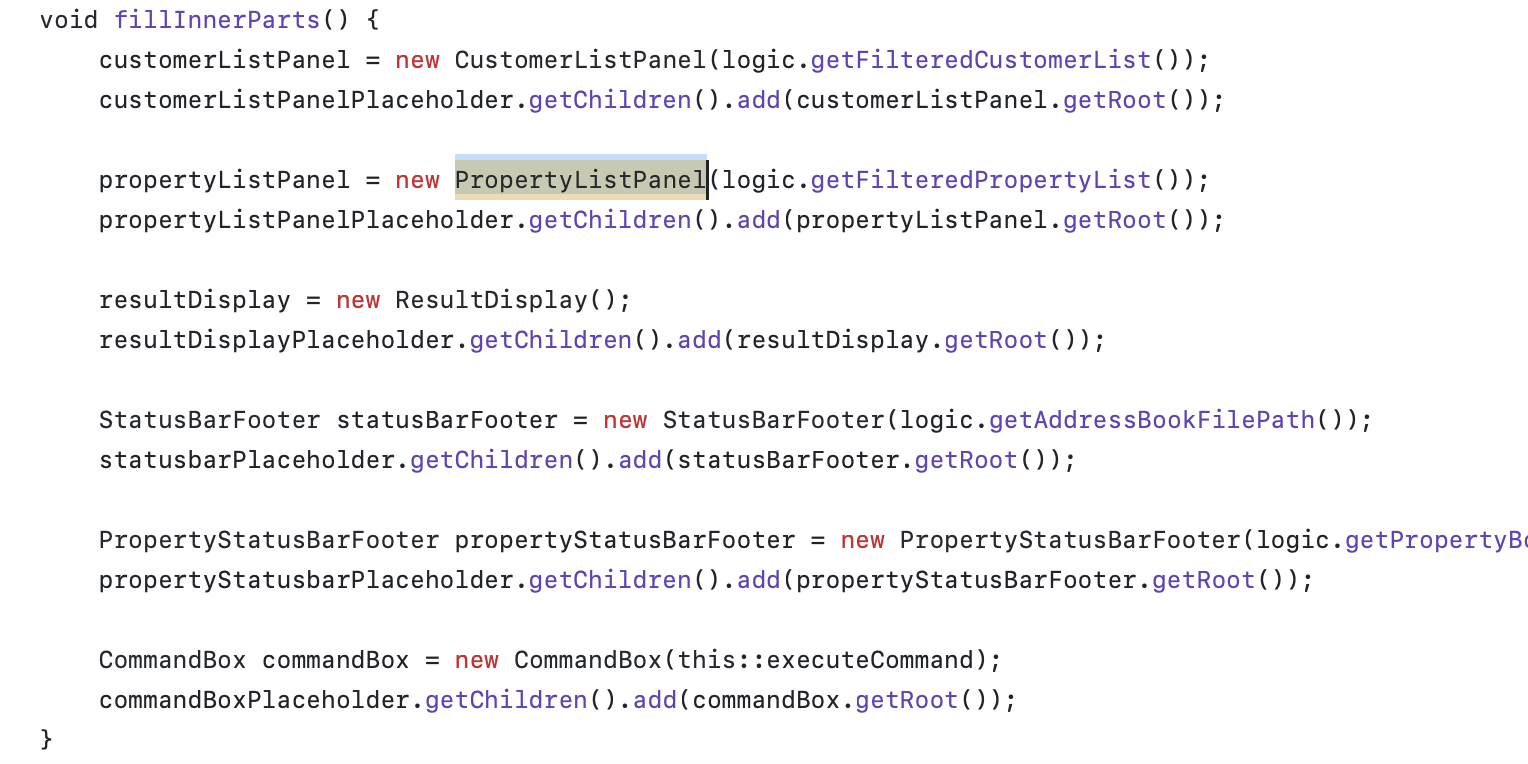 void fillInnerParts() {
customerListPanel = new CustomerListPanel(logic.getFilteredCustomerList());
customerListPanelPlaceholder.getChildren().add(customerListPanel.getRoot());
propertyListPanel = new PropertyListPanel(logic.getFilteredPropertyList());
propertyListPanelPlaceholder.getChildren().add(propertyListPanel.getRoot());
resultDisplay = new ResultDisplay();
resultDisplayPlaceholder.getChildren().add(resultDisplay.getRoot());
StatusBarFooter statusBarFooter = new StatusBarFooter(logic.getAddressBookFilePath());
statusbarPlaceholder.getChildren().add(statusBarFooter.getRoot());
PropertyStatusBarFooter propertyStatusBarFooter = new PropertyStatusBarFooter(logic.getPropertyBo
propertyStatusbarPlaceholder.getChildren().add(propertyStatusBarFooter.getRoot());
CommandBox commandBox = new CommandBox(this::executeCommand);
commandBoxPlaceholder.getChildren().add(commandBox.getRoot());
}